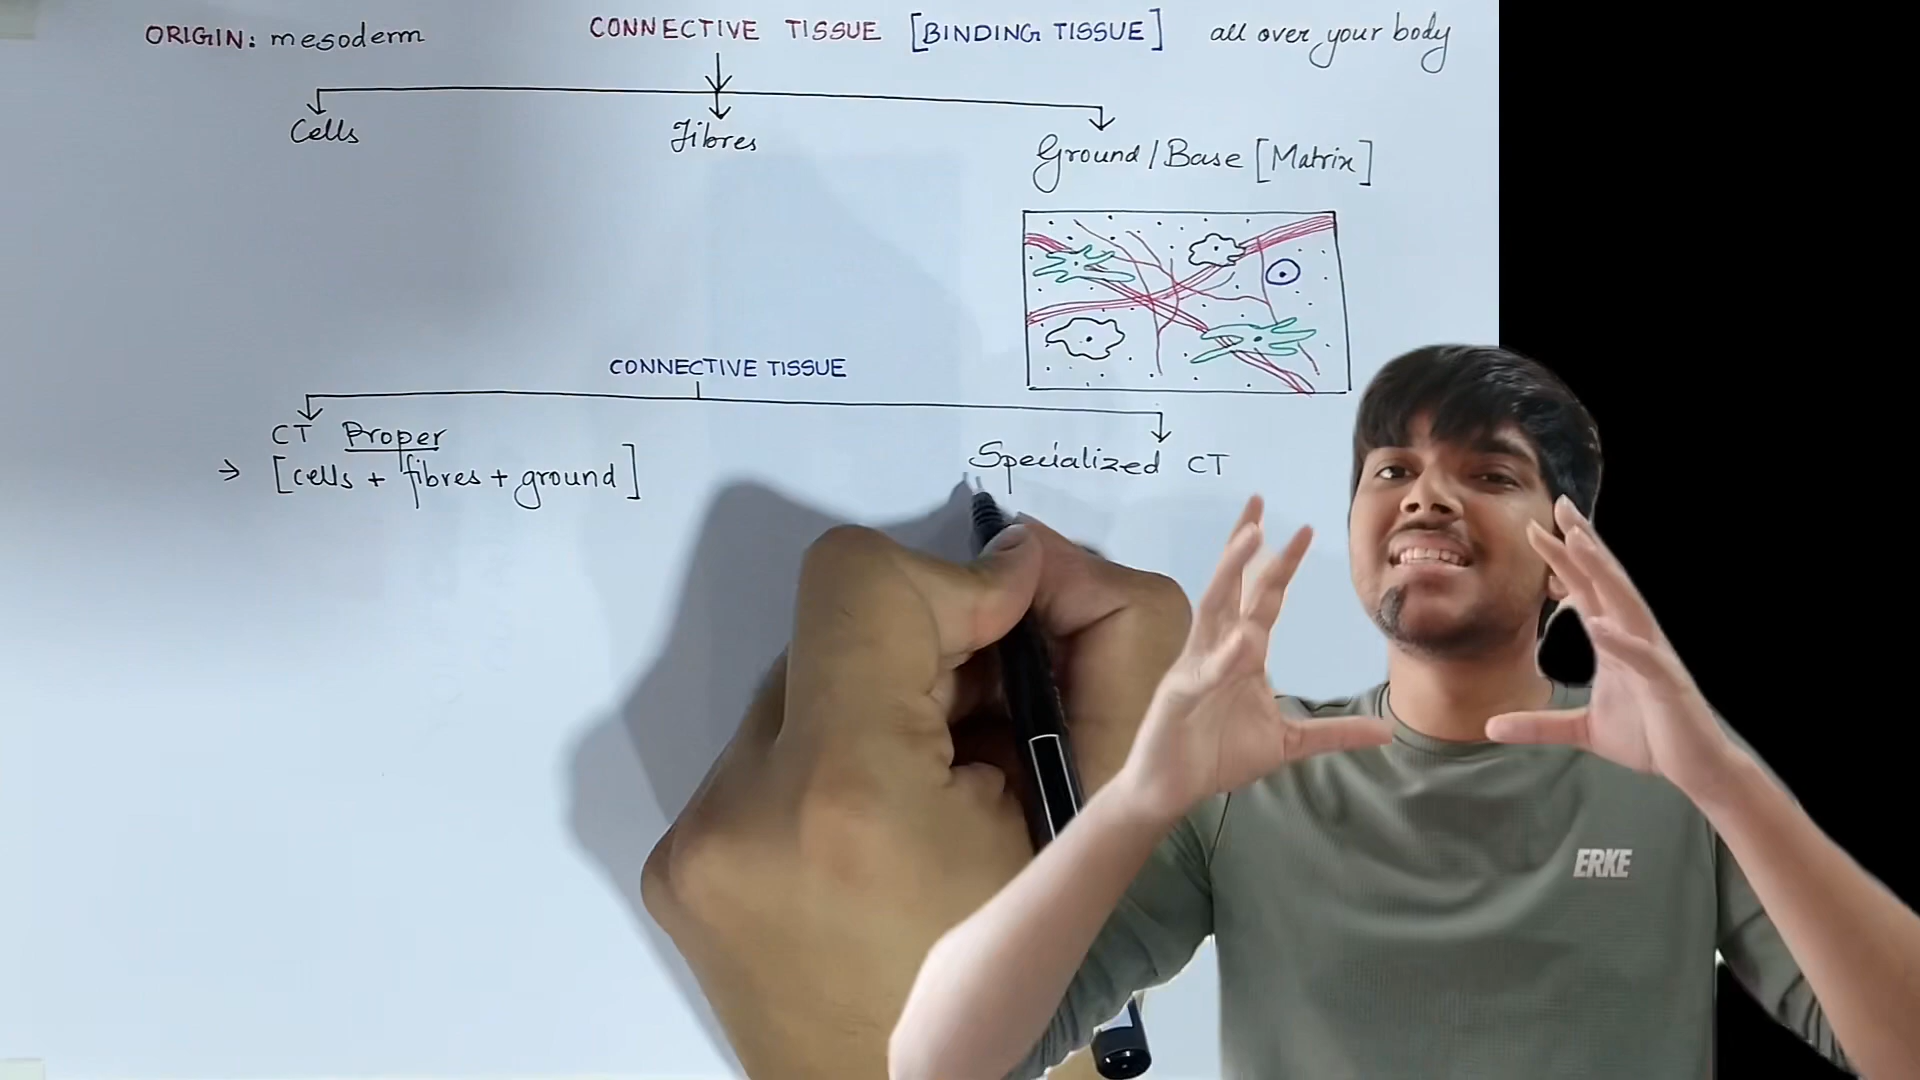 ORIGIN: mesoderm
CONNECTIVE TISSUE [BINDING TISSUE] all over your body
Cells
Fibres
Ground / Base [Matrix]
CONNECTIVE TISSUE
CT Proper
→ [cells + fibres + ground]
Specialized CT
ERKE